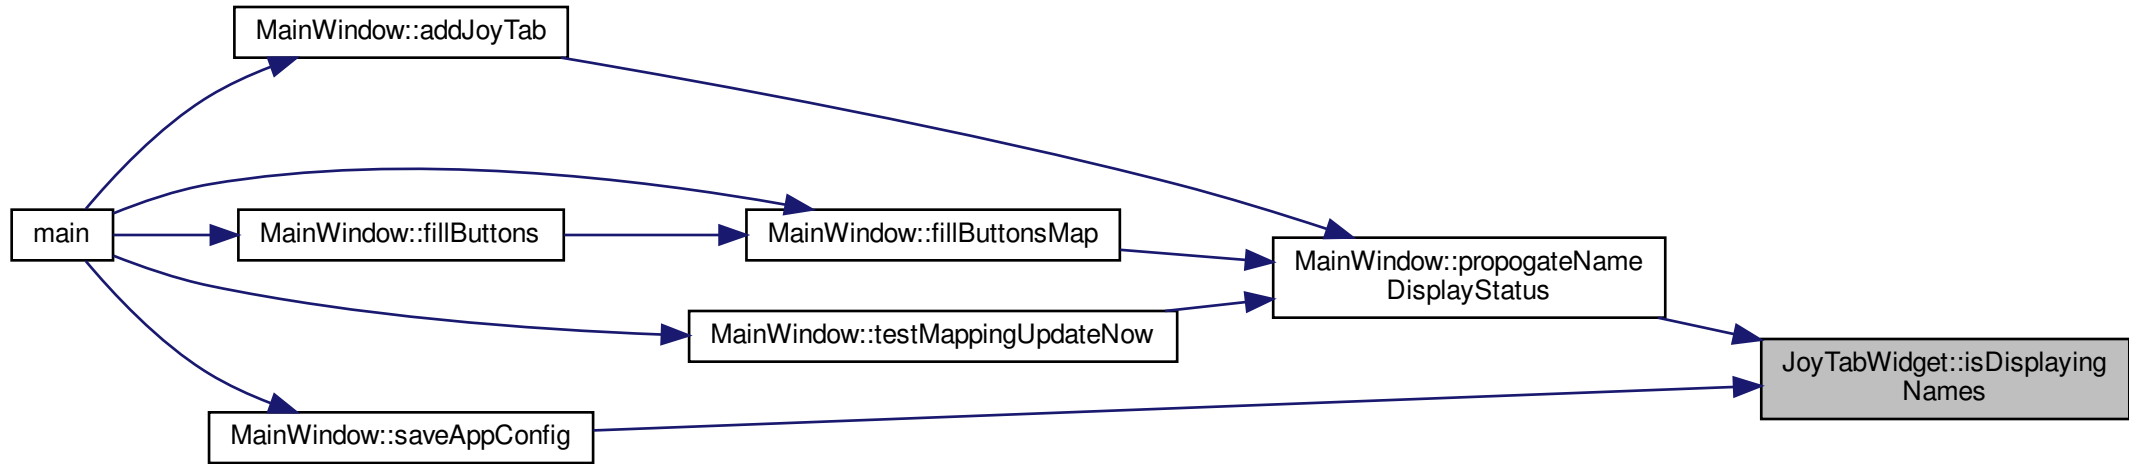 MainWindow::addJoyTab
main
MainWindow::fillButtons
MainWindow::fillButtonsMap
MainWindow::propogateName
DisplayStatus
MainWindow::testMappingUpdateNow
JoyTabWidget::isDisplaying
Names
MainWindow::saveAppConfig